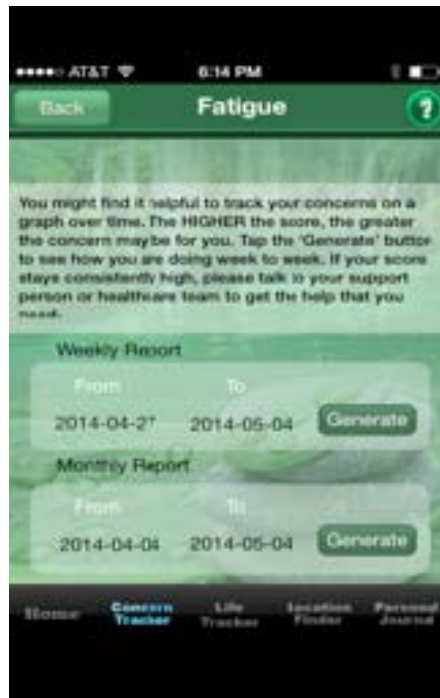 AT&T 6:14 PM
Back Fatigue ?
You might find it helpful to track your concerns on a
graph over time. The HIGHER the score, the greater
the concern may be for you. Tap the 'Generate' button
to see how you are doing week to week. If your score
stays consistently high, please talk to your support
person or healthcare team to get the help that you
need.
Weekly Report
From To
2014-04-27 2014-05-04 Generate
Monthly Report
From To
2014-04-04 2014-05-04 Generate
Home Concern Tracker Life Tracker Location Finder Personal Journal